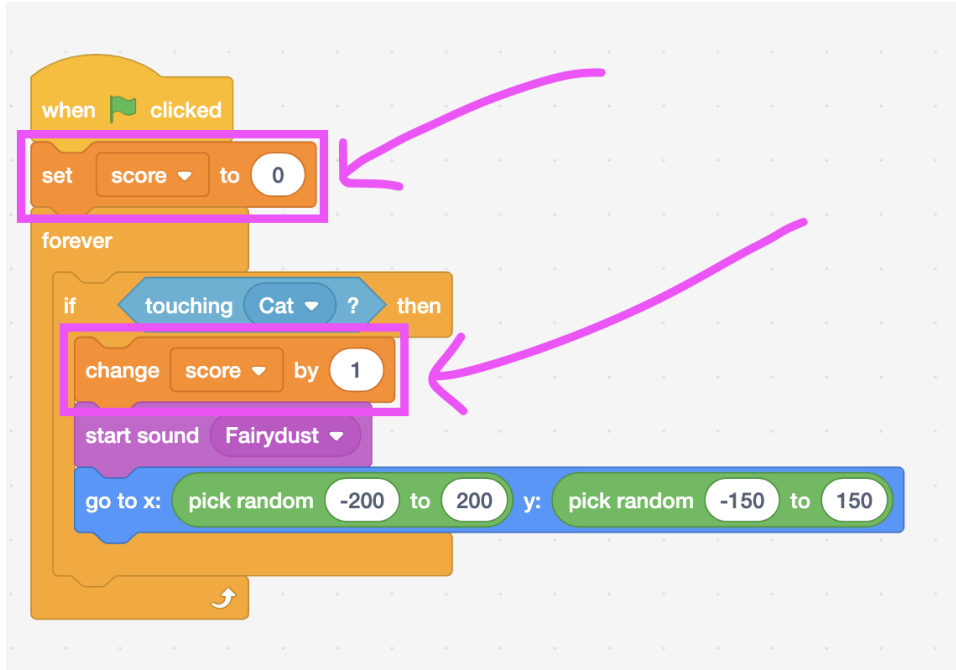 when clicked
set score to 0
forever
if touching Cat ? then
change score by 1
start sound Fairydust
go to x: pick random -200 to 200 y: pick random -150 to 150